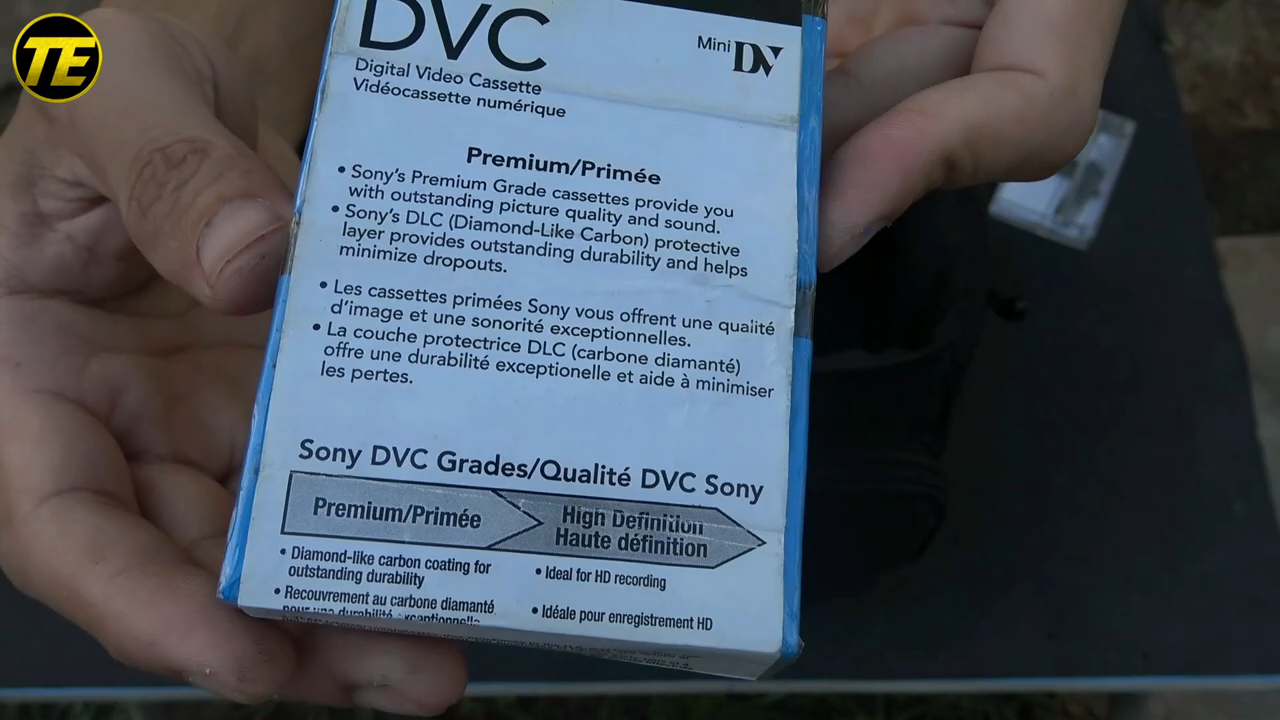 TE
DVC
Mini DV
Digital Video Cassette
Vidéocassette numérique
Premium/Primée
• Sony's Premium Grade cassettes provide you
with outstanding picture quality and sound.
• Sony's DLC (Diamond-Like Carbon) protective
layer provides outstanding durability and helps
minimize dropouts.
• Les cassettes primées Sony vous offrent une qualité
d'image et une sonorité exceptionnelles.
• La couche protectrice DLC (carbone diamanté)
offre une durabilité exceptionelle et aide à minimiser
les pertes.
Sony DVC Grades/Qualité DVC Sony
Premium/Primée
High Definition
Haute définition
• Diamond-like carbon coating for
outstanding durability
• Recouvrement au carbone diamanté
pour une durabilité exceptionnelle
• Ideal for HD recording
• Idéale pour enregistrement HD